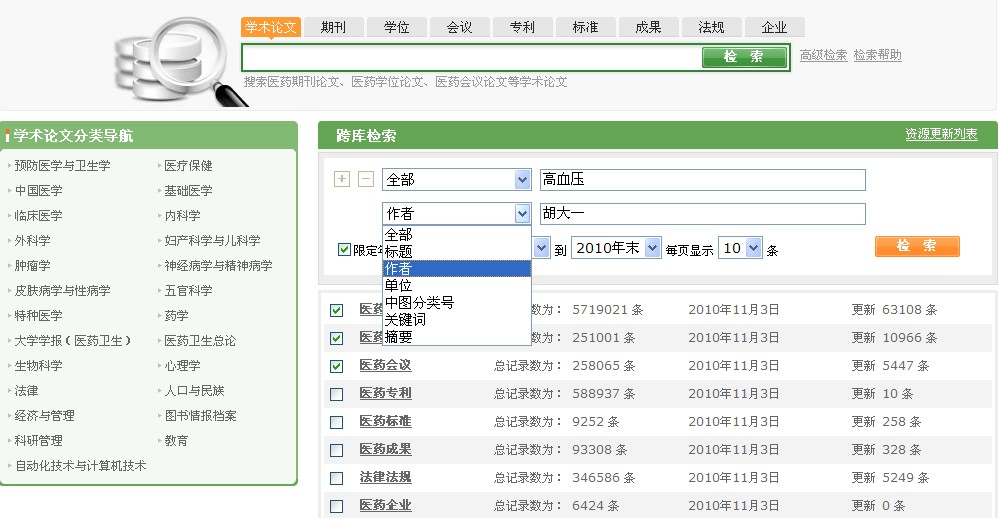 学术论文 期刊 学位 会议 专利 标准 成果 法规 企业
检 索 高级检索 检索帮助
搜索医药期刊论文、医药学位论文、医药会议论文等学术论文
学术论文分类导航
预防医学与卫生学 医疗保健
中国医学 基础医学
临床医学 内科学
外科学 妇产科学与儿科学
肿瘤学 神经病学与精神病学
皮肤病学与性病学 五官科学
特种医学 药学
大学学报（医药卫生） 医药卫生总论
生物科学 心理学
法律 人口与民族
经济与管理 图书情报档案
科研管理 教育
自动化技术与计算机技术
跨库检索 资源更新列表
全部 高血压
作者 胡大一
全部
标题
作者
单位
中图分类号
关键词
摘要
限定 到 2010年末 每页显示 10 条 检 索
医药 数为： 5719021 条 2010年11月3日 更新 63108 条
医药 数为： 251001 条 2010年11月3日 更新 10966 条
医药会议 总记录数为： 258065 条 2010年11月3日 更新 5447 条
医药专利 总记录数为： 588937 条 2010年11月3日 更新 10 条
医药标准 总记录数为： 9252 条 2010年11月3日 更新 258 条
医药成果 总记录数为： 93308 条 2010年11月3日 更新 328 条
法律法规 总记录数为： 346586 条 2010年11月3日 更新 5249 条
医药企业 总记录数为： 6424 条 2010年11月3日 更新 0 条